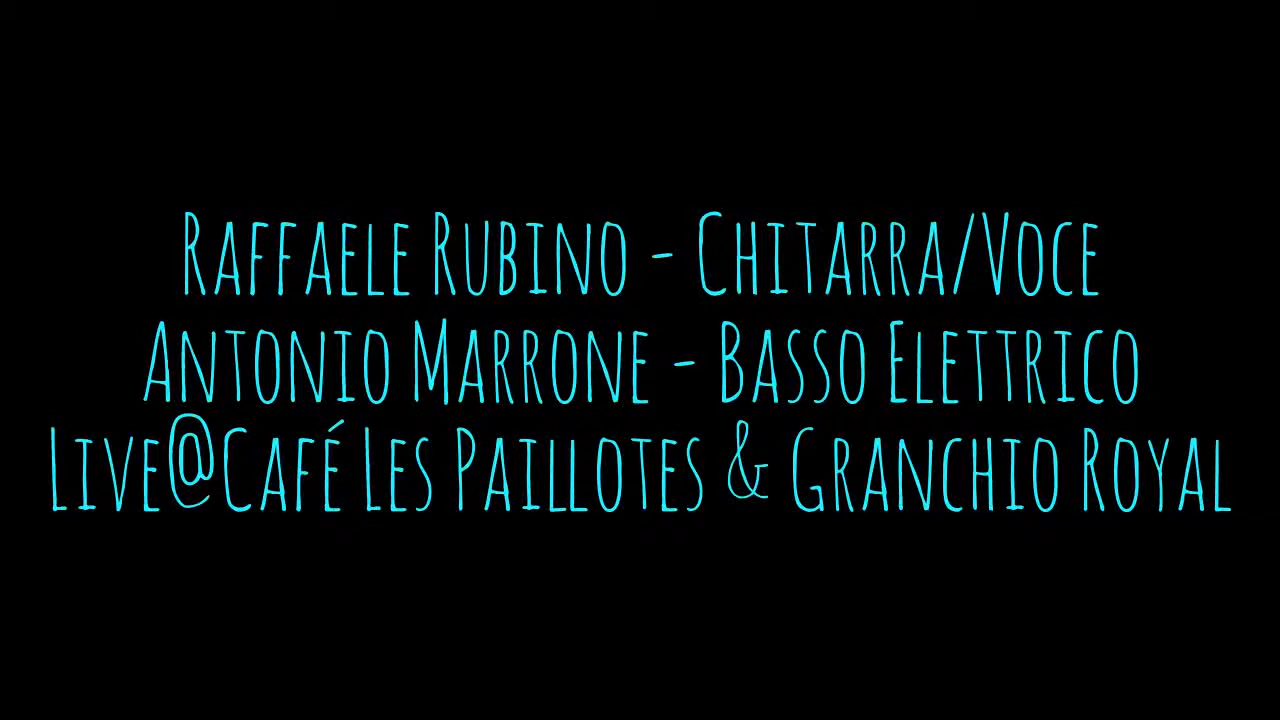 Raffaele Rubino - Chitarra/Voce
Antonio Marrone - Basso Elettrico
Live@Café Les Paillotes & Granchio Royal